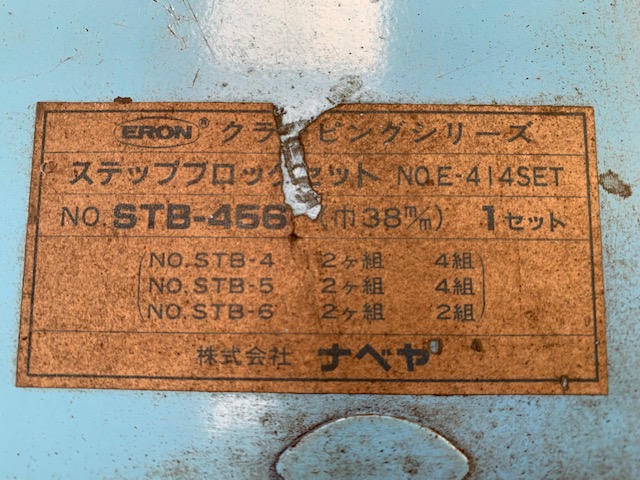 ERON® クラ ピングシリーズ
ステップブロック セット NO.E-414SET
NO. STB-456 (巾38m/m) 1セット
(NO.STB-4 2ヶ組 4組)
(NO.STB-5 2ヶ組 4組)
(NO.STB-6 2ヶ組 2組)
株式会社 ナベヤ